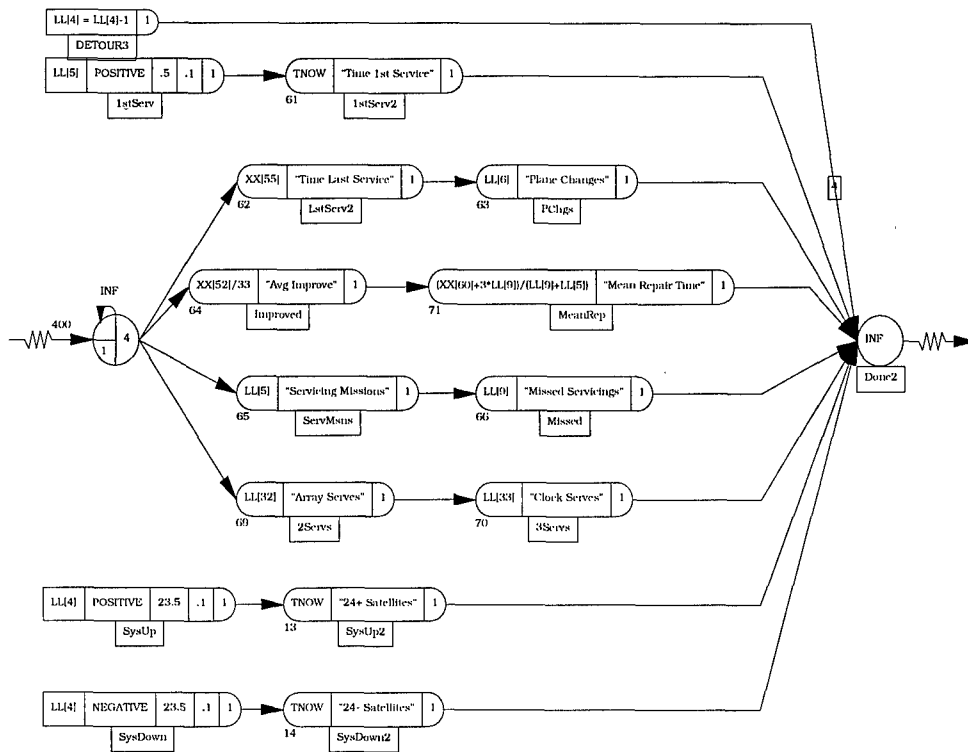 LL[4] = LL[4]-1 1
DETOUR3
LL[5] POSITIVE .5 .1 1
1stServ
TNOW "Time 1st Service" 1
61
1stServ2
XX[55] "Time Last Service" 1
62
LstServ2
LL[6] "Plane Changes" 1
63
PChgs
4
INF
400
1
4
XX[52]/33 "Avg Improve" 1
64
Improved
(XX[60]+3*LL[9])/(LL[9]+LL[5]) "Mean Repair Time" 1
71
MeanRep
INF
Done2
LL[5] "Servicing Missions" 1
65
ServMsns
LL[9] "Missed Servicings" 1
66
Missed
LL[32] "Array Serves" 1
69
2Servs
LL[33] "Clock Serves" 1
70
3Servs
LL[4] POSITIVE 23.5 .1 1
SysUp
TNOW "24+ Satellites" 1
13
SysUp2
LL[4] NEGATIVE 23.5 .1 1
SysDown
TNOW "24- Satellites" 1
14
SysDown2